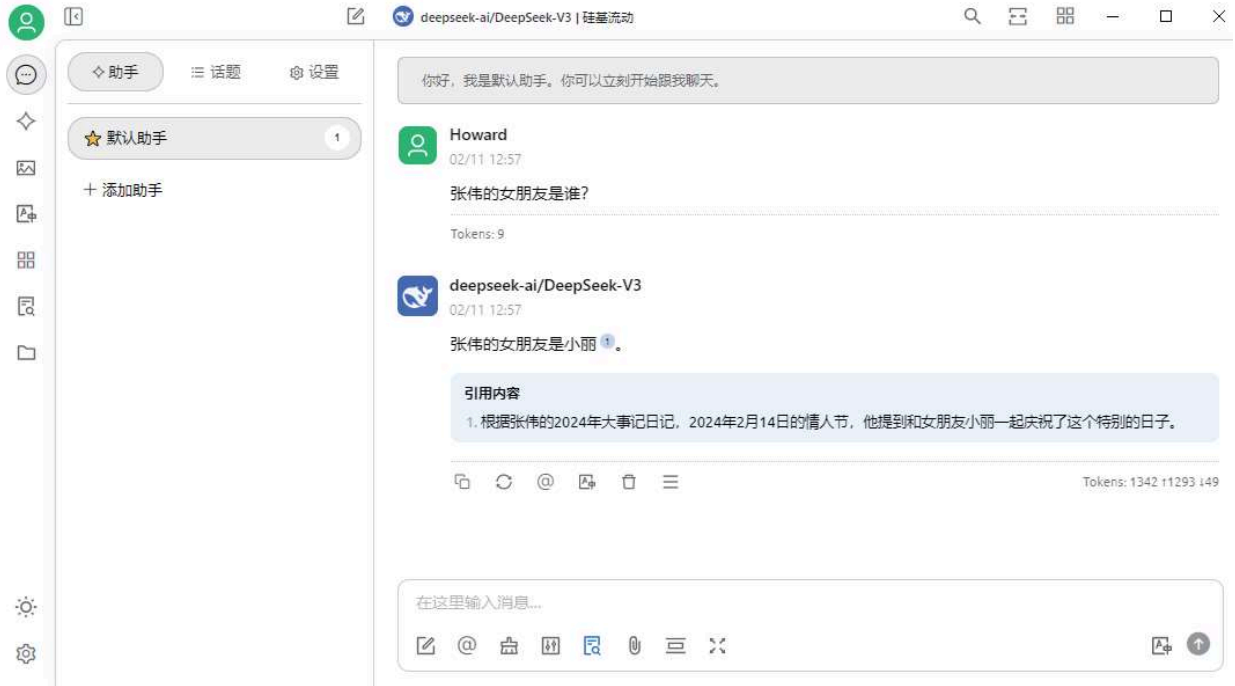 deepseek-ai/DeepSeek-V3 | 硅基流动
助手
话题
设置
默认助手
1
添加助手
你好，我是默认助手。你可以立刻开始跟我聊天。
Howard
02/11 12:57
张伟的女朋友是谁?
Tokens: 9
deepseek-ai/DeepSeek-V3
02/11 12:57
张伟的女朋友是小丽 1 。
引用内容
1. 根据张伟的2024年大事记日记，2024年2月14日的情人节，他提到和女朋友小丽一起庆祝了这个特别的日子。
Tokens: 1342 ↑1293 ↓49
在这里输入消息...